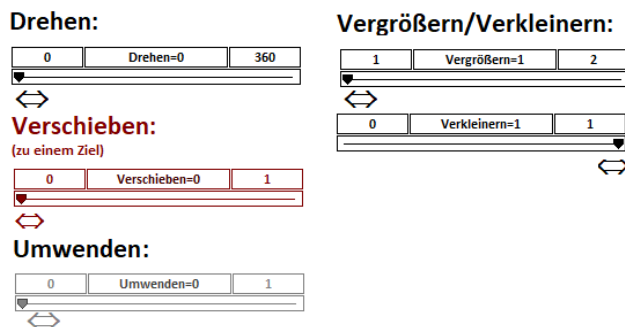 Drehen:
0 Drehen=0 360
Verschieben:
(zu einem Ziel)
0 Verschieben=0 1
Umwenden:
0 Umwenden=0 1
Vergrößern/Verkleinern:
1 Vergrößern=1 2
0 Verkleinern=1 1